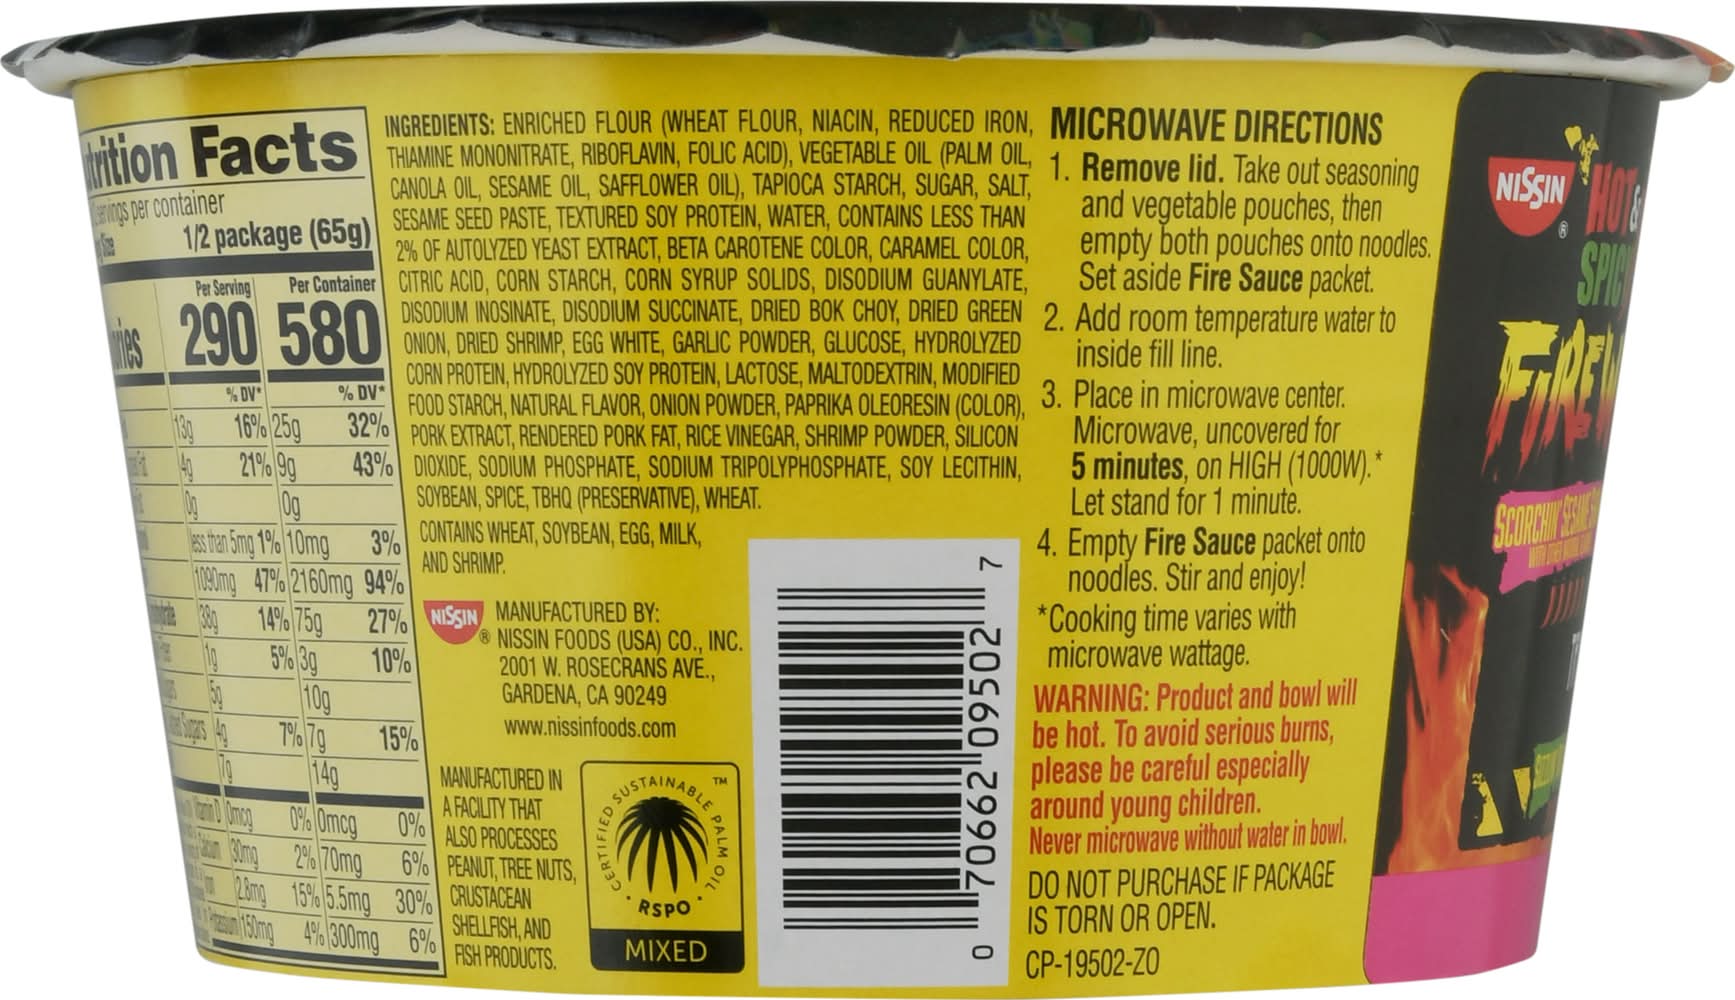 Facts
servings per container
1/2 package (65g)
Per Serving Per Container
290 580
% DV* % DV*
13g 16% 25g 32%
4g 21% 9g 43%
0g 0g
less than 5mg 1% 10mg 3%
1090mg 47% 2160mg 94%
38g 14% 75g 27%
1g 5% 3g 10%
5g 10g
Sugars 4g 7% 7g 15%
7g 14g
Vitamin D 0mcg 0% 0mcg 0%
Calcium 30mg 2% 70mg 6%
2.8mg 15% 5.5mg 30%
Potassium 150mg 4% 300mg 6%
INGREDIENTS: ENRICHED FLOUR (WHEAT FLOUR, NIACIN, REDUCED IRON,
THIAMINE MONONITRATE, RIBOFLAVIN, FOLIC ACID), VEGETABLE OIL (PALM OIL,
CANOLA OIL, SESAME OIL, SAFFLOWER OIL), TAPIOCA STARCH, SUGAR, SALT,
SESAME SEED PASTE, TEXTURED SOY PROTEIN, WATER, CONTAINS LESS THAN
2% OF AUTOLYZED YEAST EXTRACT, BETA CAROTENE COLOR, CARAMEL COLOR,
CITRIC ACID, CORN STARCH, CORN SYRUP SOLIDS, DISODIUM GUANYLATE,
DISODIUM INOSINATE, DISODIUM SUCCINATE, DRIED BOK CHOY, DRIED GREEN
ONION, DRIED SHRIMP, EGG WHITE, GARLIC POWDER, GLUCOSE, HYDROLYZED
CORN PROTEIN, HYDROLYZED SOY PROTEIN, LACTOSE, MALTODEXTRIN, MODIFIED
FOOD STARCH, NATURAL FLAVOR, ONION POWDER, PAPRIKA OLEORESIN (COLOR),
PORK EXTRACT, RENDERED PORK FAT, RICE VINEGAR, SHRIMP POWDER, SILICON
DIOXIDE, SODIUM PHOSPHATE, SODIUM TRIPOLYPHOSPHATE, SOY LECITHIN,
SOYBEAN, SPICE, TBHQ (PRESERVATIVE), WHEAT.
CONTAINS WHEAT, SOYBEAN, EGG, MILK,
AND SHRIMP.
NISSIN ®
MANUFACTURED BY:
NISSIN FOODS (USA) CO., INC.
2001 W. ROSECRANS AVE.,
GARDENA, CA 90249
www.nissinfoods.com
MANUFACTURED IN
A FACILITY THAT
ALSO PROCESSES
PEANUT, TREE NUTS,
CRUSTACEAN
SHELLFISH, AND
FISH PRODUCTS.
CERTIFIED SUSTAINABLE PALM OIL ™
RSPO
MIXED
0 70662 09502 7
MICROWAVE DIRECTIONS
1. Remove lid. Take out seasoning
and vegetable pouches, then
empty both pouches onto noodles.
Set aside Fire Sauce packet.
2. Add room temperature water to
inside fill line.
3. Place in microwave center.
Microwave, uncovered for
5 minutes, on HIGH (1000W).*
Let stand for 1 minute.
4. Empty Fire Sauce packet onto
noodles. Stir and enjoy!
*Cooking time varies with
microwave wattage.
WARNING: Product and bowl will
be hot. To avoid serious burns,
please be careful especially
around young children.
Never microwave without water in bowl.
DO NOT PURCHASE IF PACKAGE
IS TORN OR OPEN.
CP-19502-ZO
NISSIN ®
HOT &
SCORCHIN' SESAME